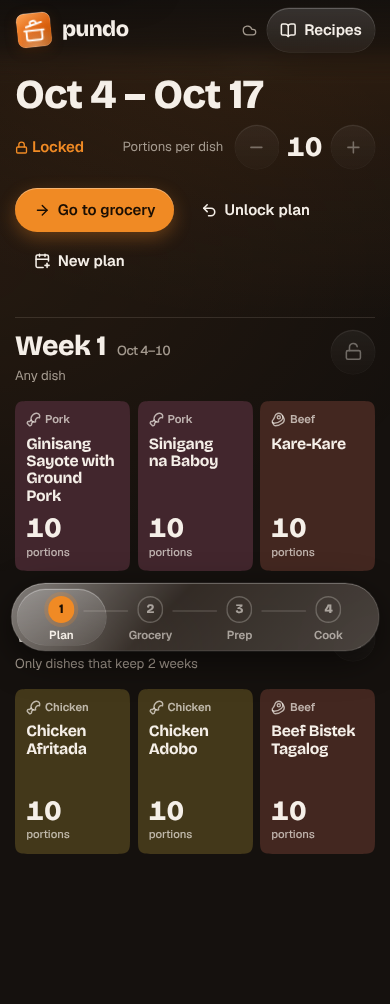 pundo
Recipes
Oct 4 – Oct 17
Locked
Portions per dish
10
Go to grocery
Unlock plan
New plan
Week 1
Oct 4–10
Any dish
Pork
Ginisang
Sayote with
Ground
Pork
10
portions
Pork
Sinigang
na Baboy
10
portions
Beef
Kare-Kare
10
portions
1
Plan
2
Grocery
3
Prep
4
Cook
Only dishes that keep 2 weeks
Chicken
Chicken
Afritada
10
portions
Chicken
Chicken
Adobo
10
portions
Beef
Beef Bistek
Tagalog
10
portions